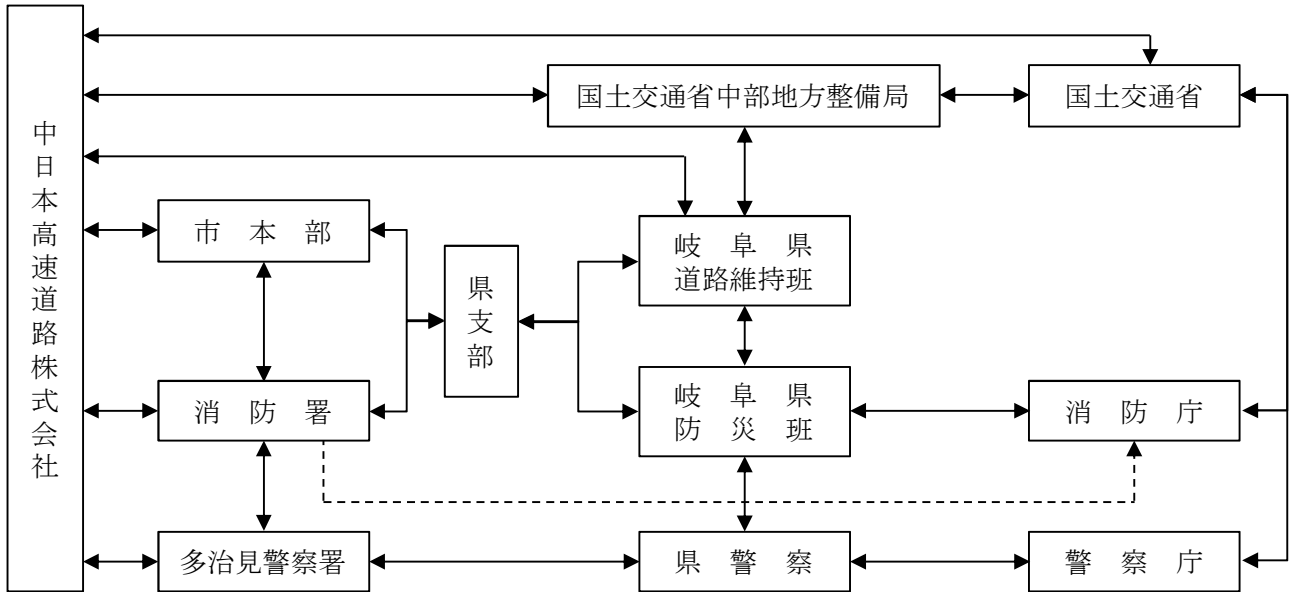 中日本高速道路株式会社
国土交通省中部地方整備局
国土交通省
市本部
県支部
岐阜県
道路維持班
消防署
岐阜県
防災班
消防庁
多治見警察署
県警察
警察庁